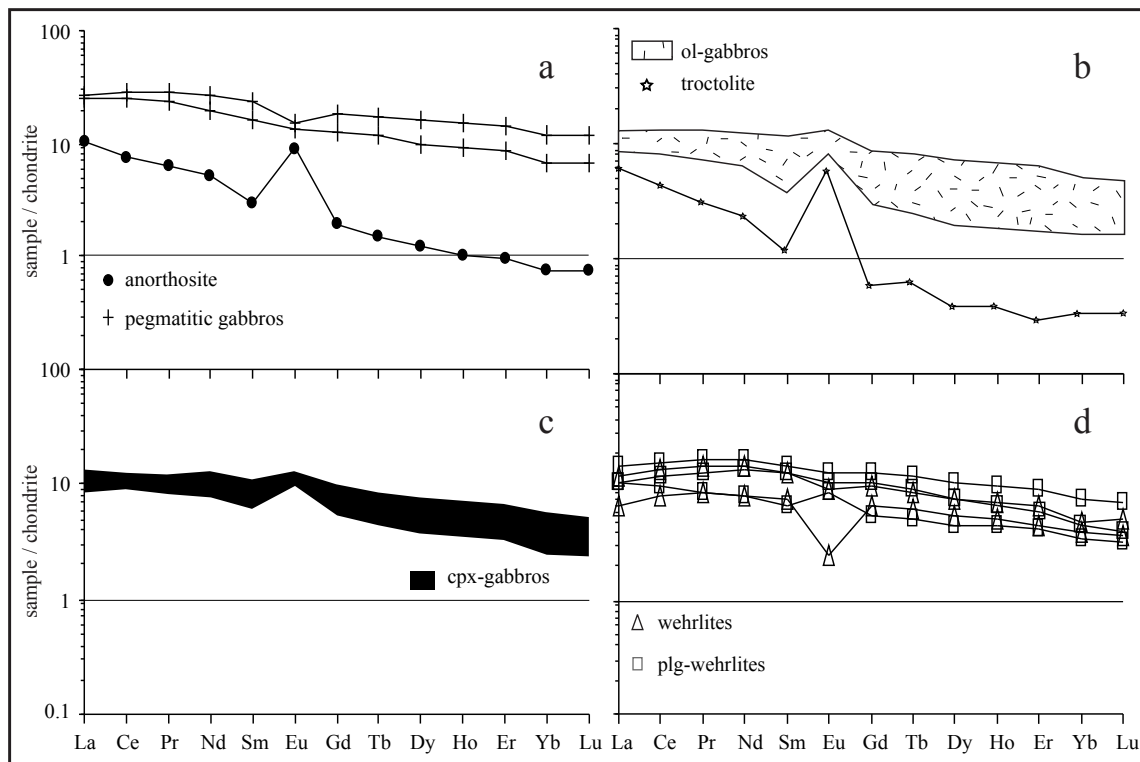 100
10
1
sample / chondrite
a
anorthosite
pegmatitic gabbros
b
ol-gabbros
troctolite
100
10
1
0.1
sample / chondrite
c
cpx-gabbros
d
wehrlites
plg-wehrlites
La Ce Pr Nd Sm Eu Gd Tb Dy Ho Er Yb Lu
La Ce Pr Nd Sm Eu Gd Tb Dy Ho Er Yb Lu